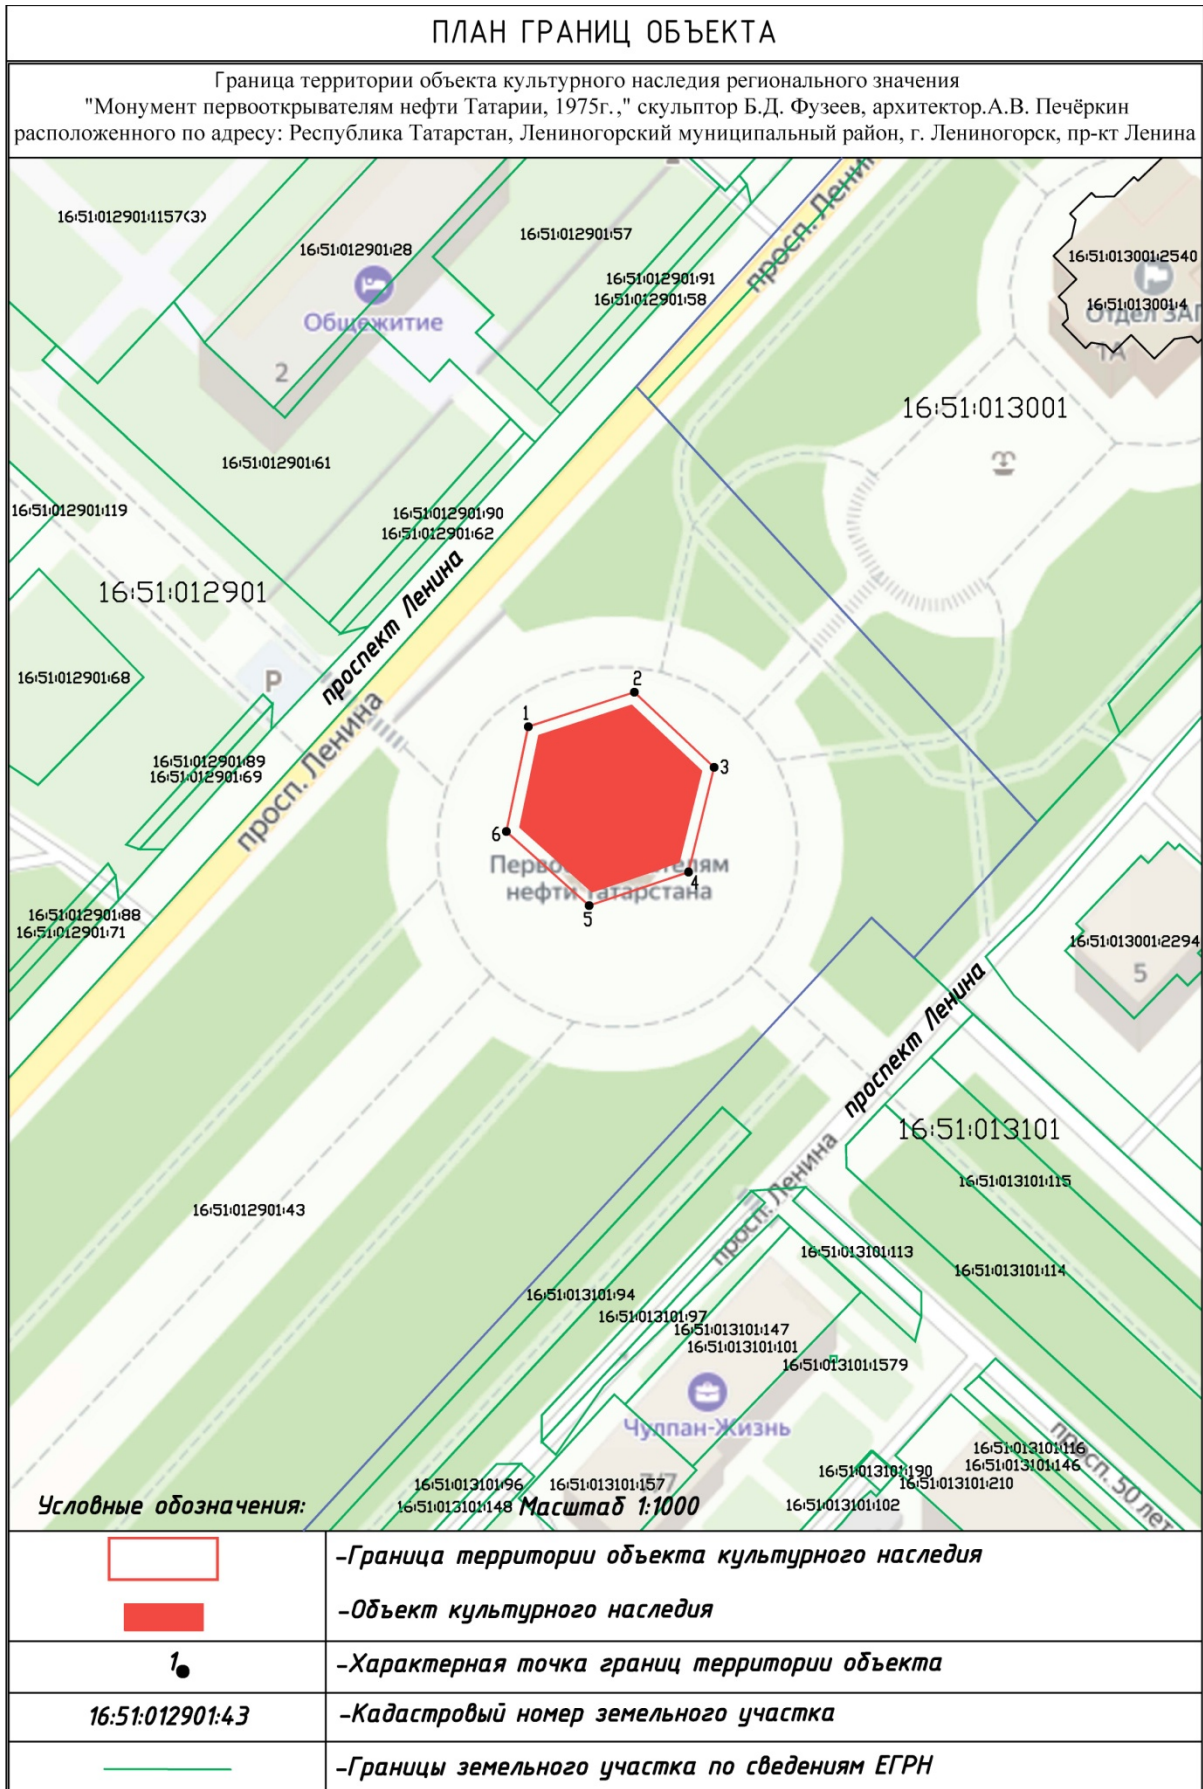 ПЛАН ГРАНИЦ ОБЪЕКТА
Граница территории объекта культурного наследия регионального значения
"Монумент первооткрывателям нефти Татарии, 1975г.," скульптор Б.Д. Фузеев, архитектор.А.В. Печёркин
расположенного по адресу: Республика Татарстан, Лениногорский муниципальный район, г. Лениногорск, пр-кт Ленина
просп. Ленин
16:51:012901:1157(3)
16:51:012901:28
16:51:012901:57
16:51:012901:91
16:51:012901:58
Общежитие
2
16:51:013001:2540
16:51:013001:4
Отдел ЗАГ
1А
16:51:013001
16:51:012901:61
16:51:012901:119
16:51:012901:90
16:51:012901:62
16:51:012901
проспект Ленина
16:51:012901:68
P
просп. Ленина
16:51:012901:89
16:51:012901:69
1
2
3
4
5
6
нефти Татарстана
16:51:012901:88
16:51:012901:71
16:51:013001:2294
5
проспект Ленина
16:51:013101
просп. Ленина
16:51:013101:115
16:51:012901:43
16:51:013101:113
16:51:013101:114
16:51:013101:94
16:51:013101:97
16:51:013101:147
16:51:013101:101
16:51:013101:1579
Чулпан-Жизнь
просп. 50 лет
16:51:013101:116
16:51:013101:146
16:51:013101:190
16:51:013101:210
16:51:013101:96
16:51:013101:157
16:51:013101:148
16:51:013101:102
Условные обозначения:
Масштаб 1:1000
-Граница территории объекта культурного наследия
-Объект культурного наследия
1
-Характерная точка границ территории объекта
16:51:012901:43
-Кадастровый номер земельного участка
-Границы земельного участка по сведениям ЕГРН